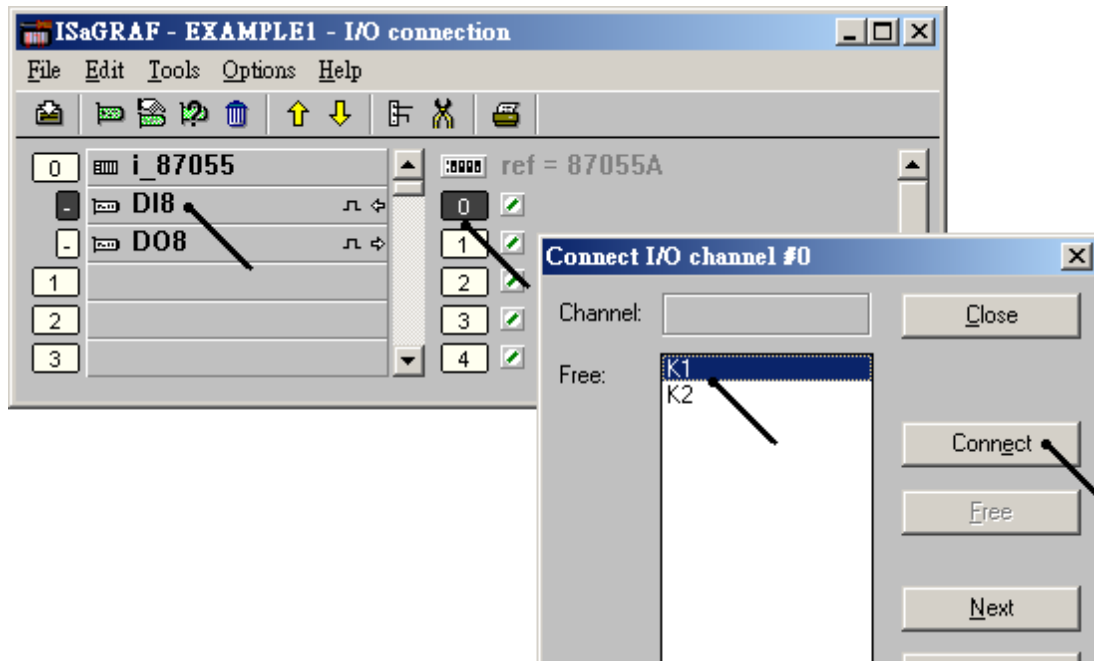 ISaGRAF - EXAMPLE1 - I/O connection
File Edit Tools Options Help
0 i_87055
ref = 87055A
- DI8
0
- DO8
1
1
2
2
3
3
4
Connect I/O channel #0
Channel:
Close
Free:
K1
K2
Connect
Free
Next